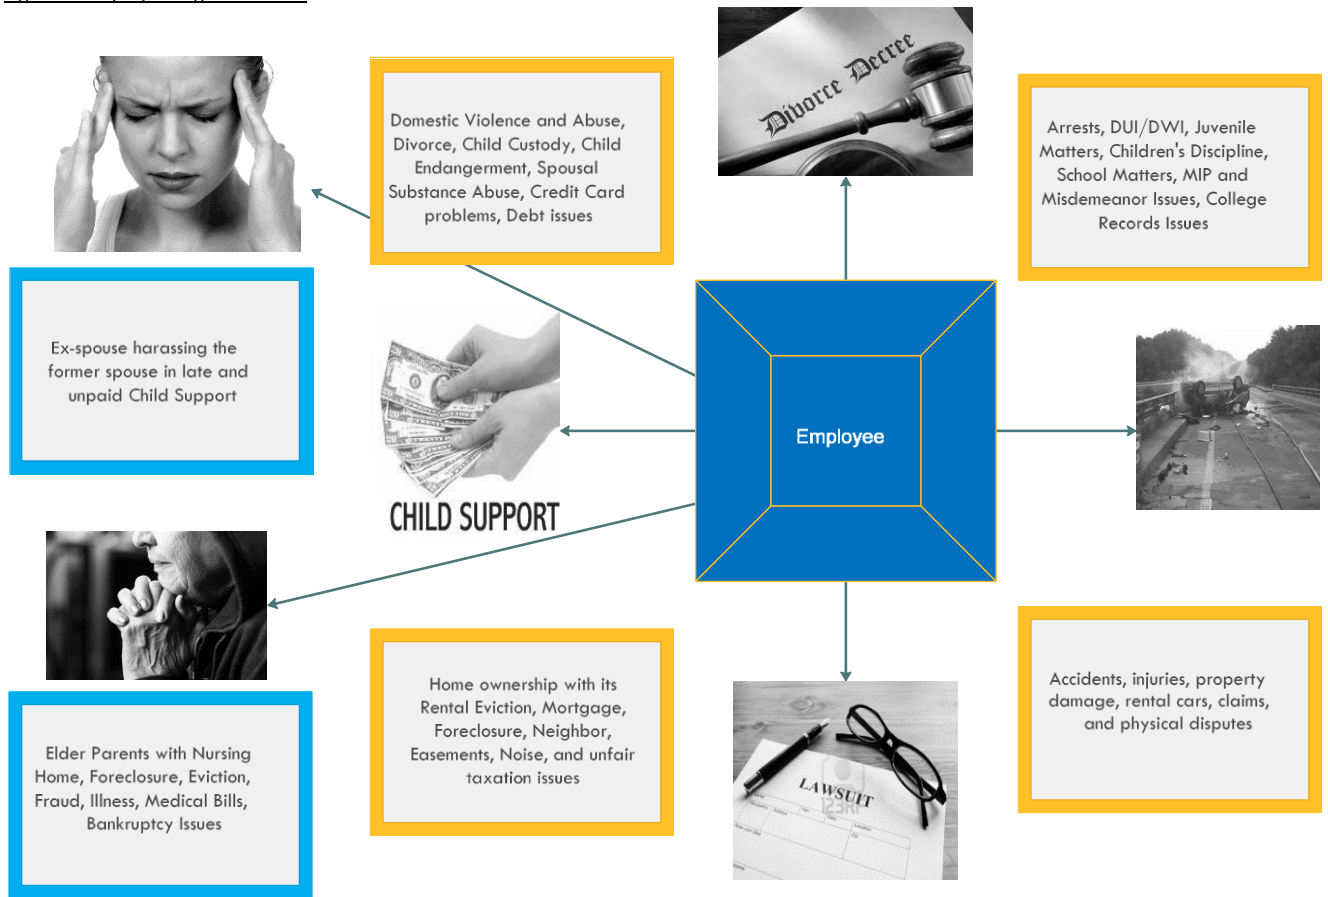 Domestic Violence and Abuse,
Divorce, Child Custody, Child
Endangerment, Spousal
Substance Abuse, Credit Card
problems, Debt issues
Divorce Decree
Arrests, DUI/DWI, Juvenile
Matters, Children's Discipline,
School Matters, MIP and
Misdemeanor Issues, College
Records Issues
Ex-spouse harassing the
former spouse in late and
unpaid Child Support
CHILD SUPPORT
Employee
Elder Parents with Nursing
Home, Foreclosure, Eviction,
Fraud, Illness, Medical Bills,
Bankruptcy Issues
Home ownership with its
Rental Eviction, Mortgage,
Foreclosure, Neighbor,
Easements, Noise, and unfair
taxation issues
LAWSUIT
123RF
Accidents, injuries, property
damage, rental cars, claims,
and physical disputes